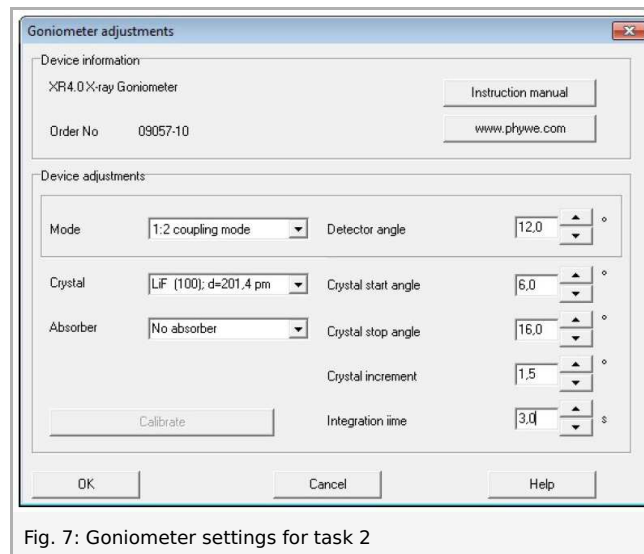 Goniometer adjustments
Device information
XR4.0 X-ray Goniometer
Instruction manual
Order No 09057-10
www.phywe.com
Device adjustments
Mode 1:2 coupling mode Detector angle 12,0 °
Crystal LiF (100); d=201,4 pm Crystal start angle 6,0 °
Absorber No absorber Crystal stop angle 16,0 °
Crystal increment 1,5 °
Calibrate Integration iime 3,0 s
OK Cancel Help
Fig. 7: Goniometer settings for task 2